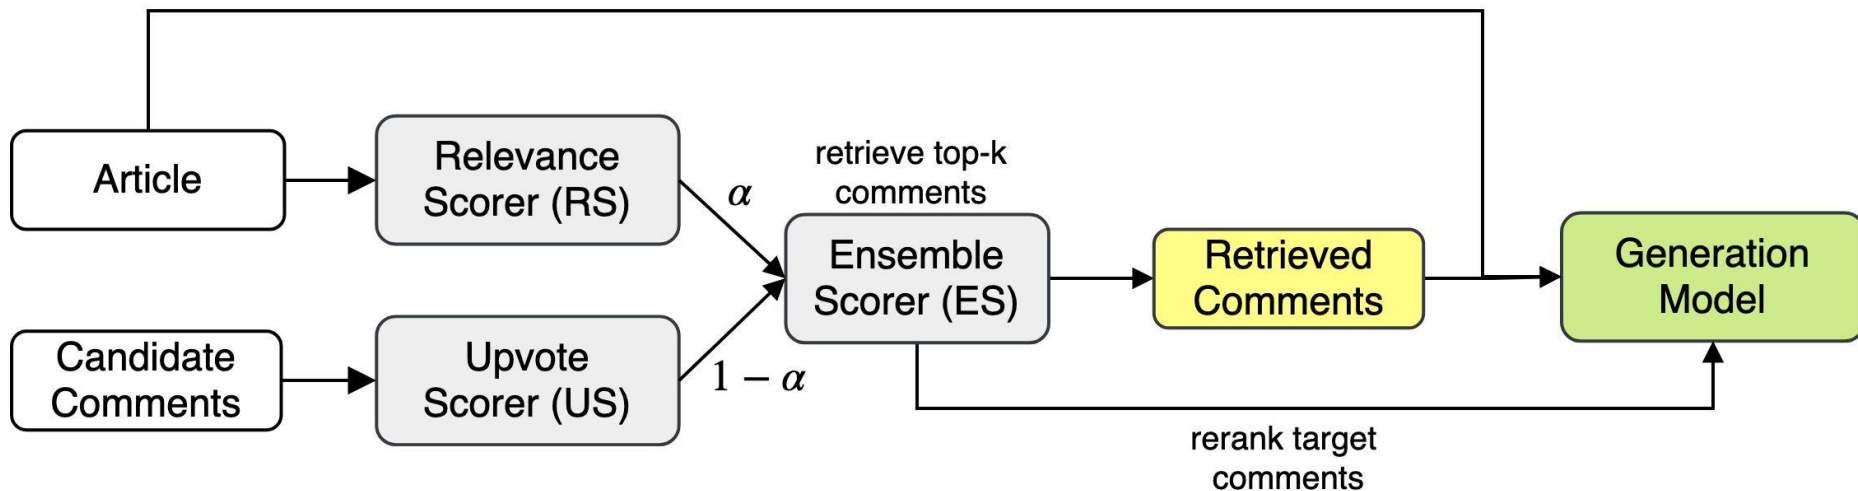 Article
Relevance
Scorer (RS)
α
retrieve top-k
comments
Ensemble
Scorer (ES)
Retrieved
Comments
Generation
Model
Candidate
Comments
Upvote
Scorer (US)
1 − α
rerank target
comments